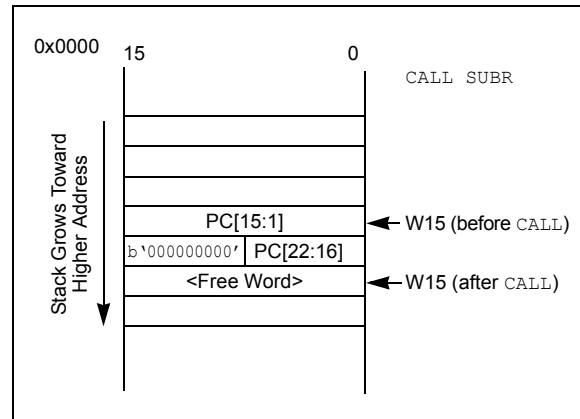 0x0000
15 0
CALL SUBR
Stack Grows Toward
Higher Address
PC[15:1]
W15 (before CALL)
b‘000000000’ PC[22:16]
<Free Word>
W15 (after CALL)